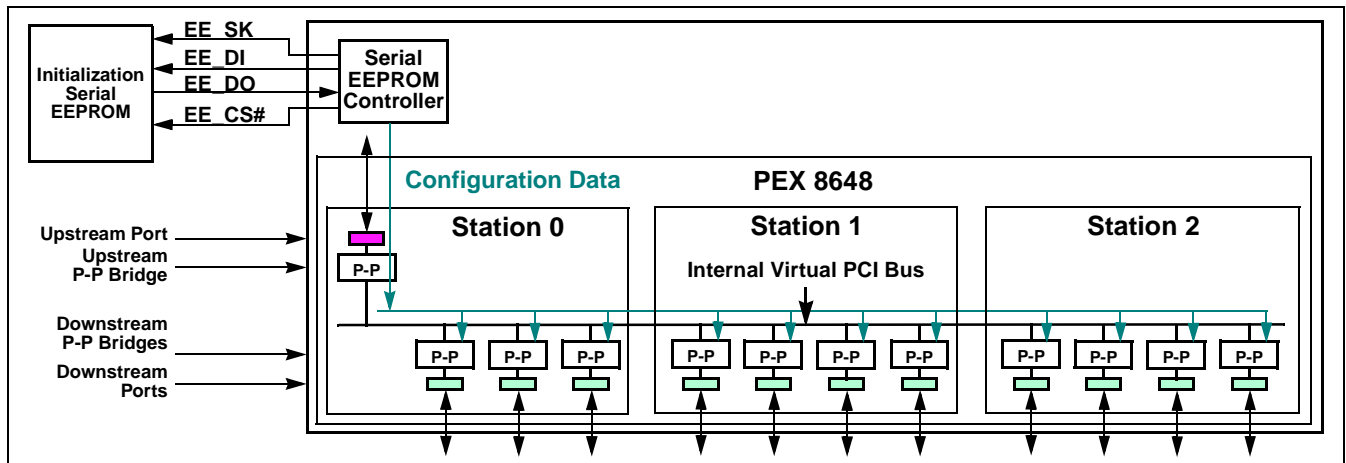 EE_SK
EE_DI
EE_DO
EE_CS#
Initialization
Serial
EEPROM
Serial
EEPROM
Controller
Configuration Data
PEX 8648
Station 0
Station 1
Station 2
Upstream Port
Upstream
P-P Bridge
P-P
Internal Virtual PCI Bus
Downstream
P-P Bridges
Downstream
Ports
P-P P-P P-P P-P P-P P-P P-P P-P P-P P-P P-P